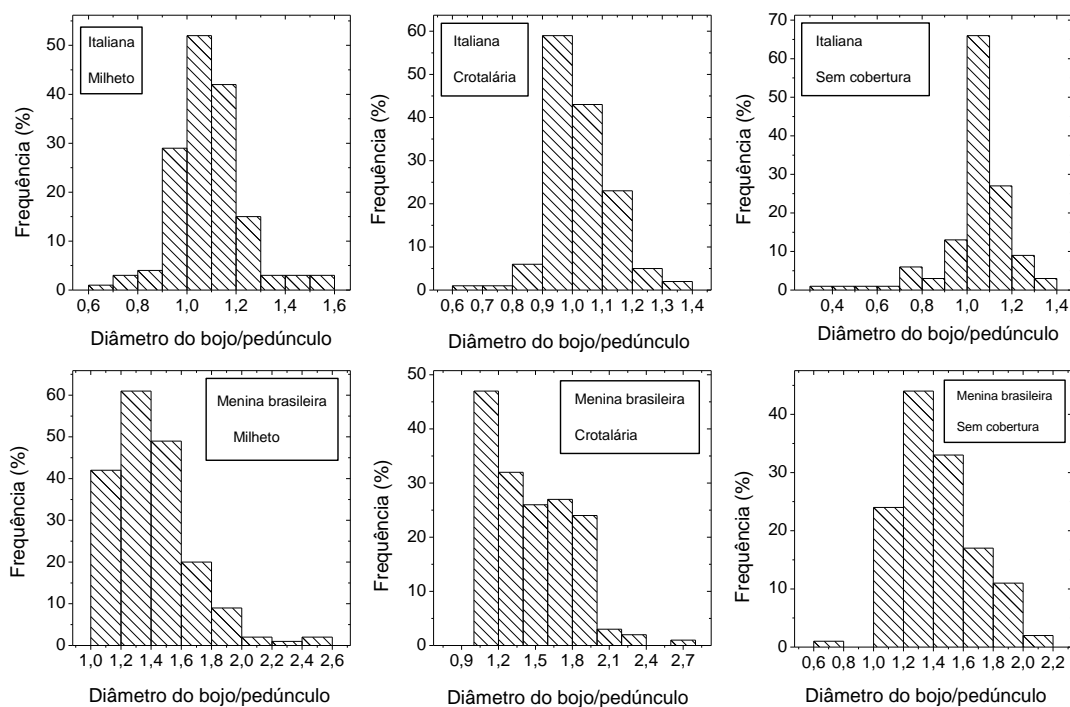 Italiana
Milheto
Frequência (%)
50
40
30
20
10
0
0,6 0,8 1,0 1,2 1,4 1,6
Diâmetro do bojo/pedúnculo
Italiana
Crotalária
Frequência (%)
60
50
40
30
20
10
0
0,6 0,7 0,8 0,9 1,0 1,1 1,2 1,3 1,4
Diâmetro do bojo/pedúnculo
Italiana
Sem cobertura
Frequência (%)
70
60
50
40
30
20
10
0
0,4 0,6 0,8 1,0 1,2 1,4
Diâmetro do bojo/pedúnculo
Menina brasileira
Milheto
Frequência (%)
60
50
40
30
20
10
0
1,0 1,2 1,4 1,6 1,8 2,0 2,2 2,4 2,6
Diâmetro do bojo/pedúnculo
Menina brasileira
Crotalária
Frequência (%)
50
40
30
20
10
0
0,9 1,2 1,5 1,8 2,1 2,4 2,7
Diâmetro do bojo/pedúnculo
Menina brasileira
Sem cobertura
Frequência (%)
40
30
20
10
0
0,6 0,8 1,0 1,2 1,4 1,6 1,8 2,0 2,2
Diâmetro do bojo/pedúnculo